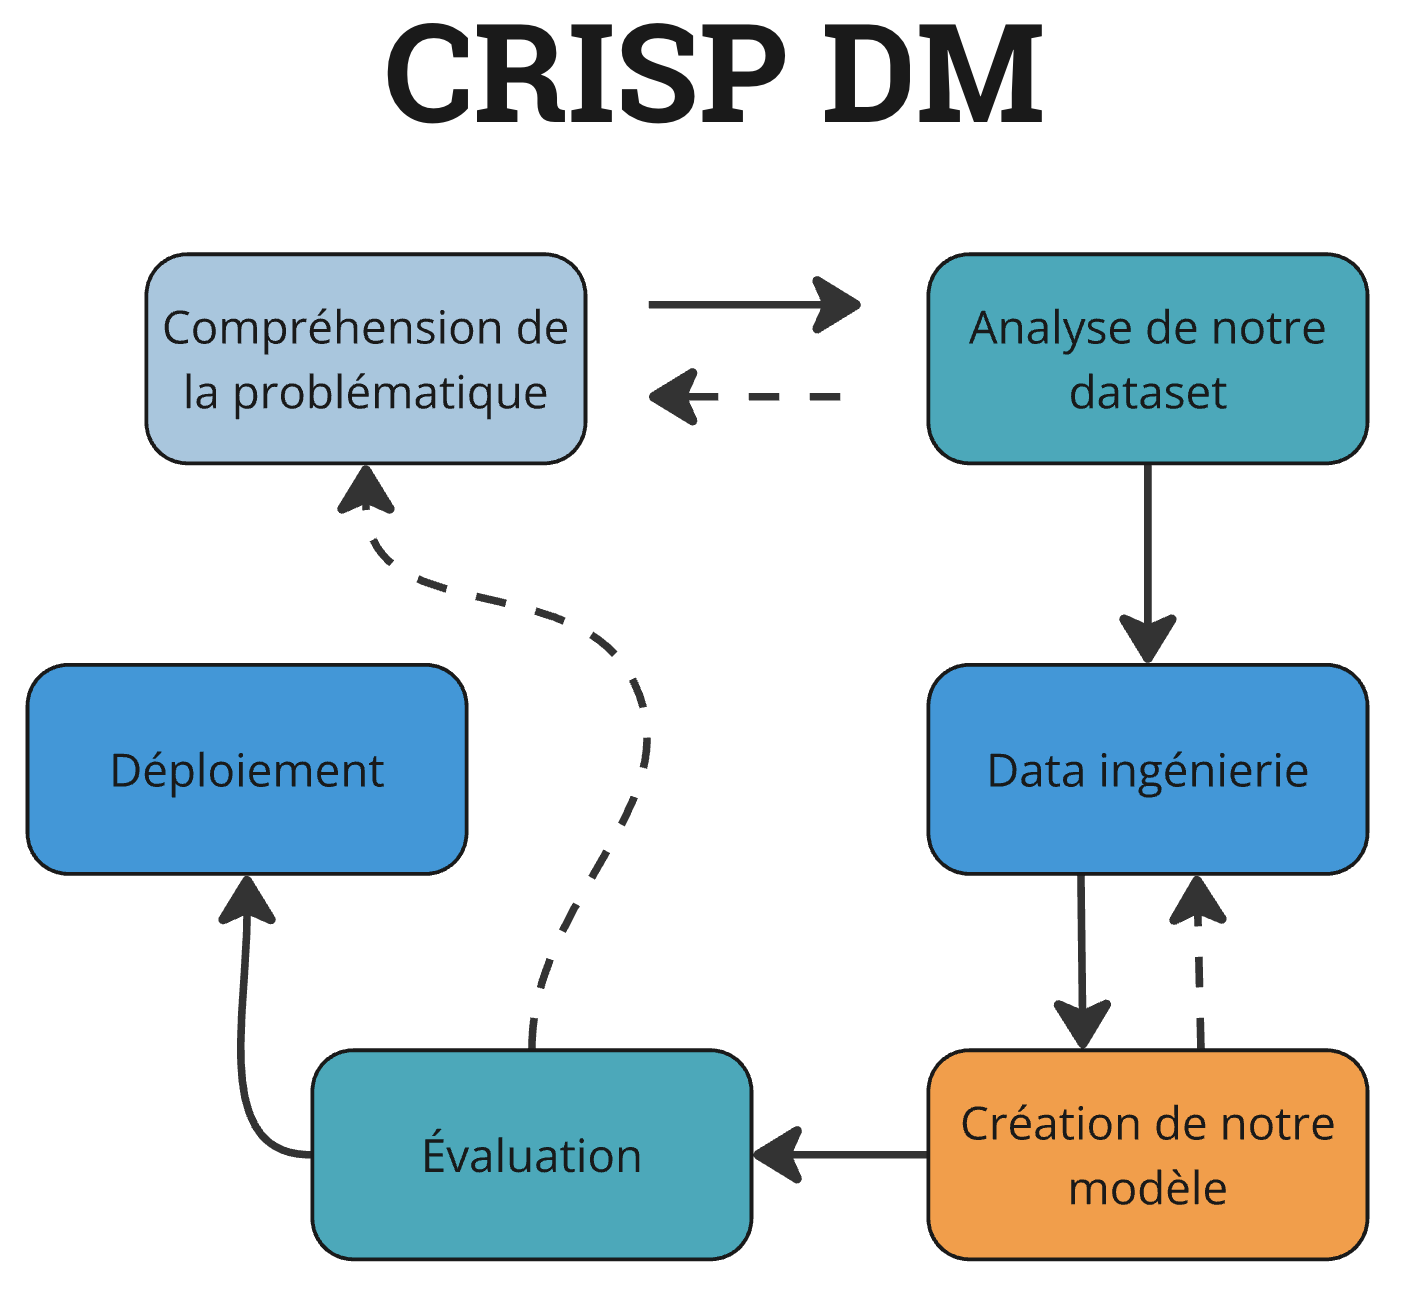 CRISP DM
Compréhension de
la problématique
Analyse de notre
dataset
Déploiement
Data ingénierie
Évaluation
Création de notre
modèle